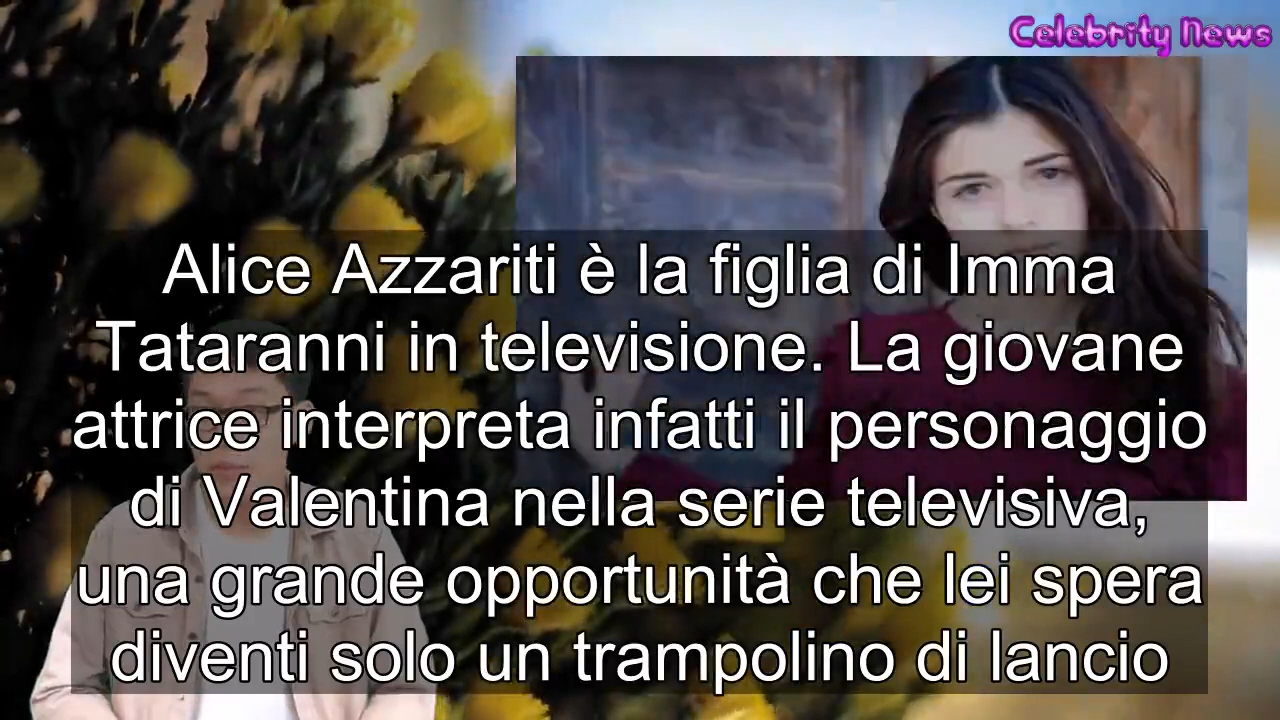 Celebrity News
Alice Azzariti è la figlia di Imma
Tataranni in televisione. La giovane
attrice interpreta infatti il personaggio
di Valentina nella serie televisiva,
una grande opportunità che lei spera
diventi solo un trampolino di lancio